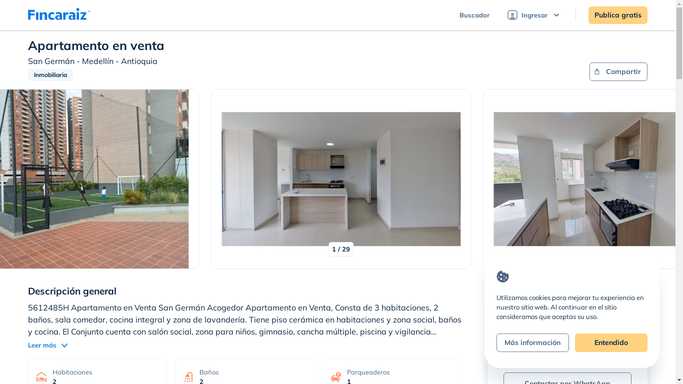 Fincaraiz
Buscador
Ingresar
Publica gratis
Apartamento en venta
San Germán - Medellín - Antioquia
Inmobiliaria
Compartir
1 / 29
Descripción general
5612485H Apartamento en Venta San Germán Acogedor Apartamento en Venta, Consta de 3 habitaciones, 2
baños, sala comedor, cocina integral y zona de lavandería. Tiene piso cerámica en habitaciones y zona social, baños
y cocina. El Conjunto cuenta con salón social, zona para niños, gimnasio, cancha múltiple, piscina y vigilancia...
Leer más
Habitaciones
2
Baños
2
Parqueaderos
1
Utilizamos cookies para mejorar tu experiencia en
nuestro sitio web. Al continuar en el sitio
consideramos que aceptas su uso.
Más información
Entendido
Contactar por WhatsApp